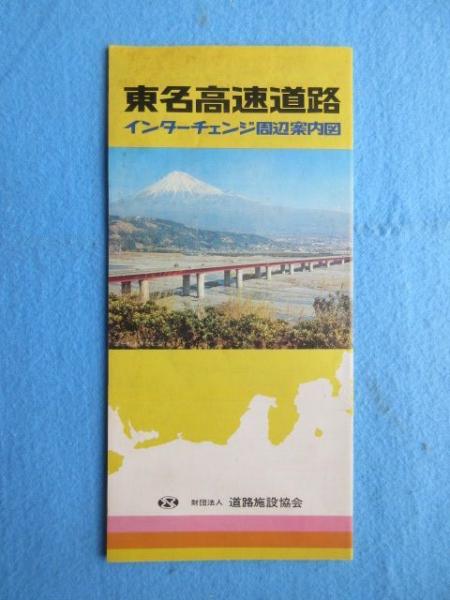 東名高速道路
インターチェンジ周辺案内図
財団法人 道路施設協会